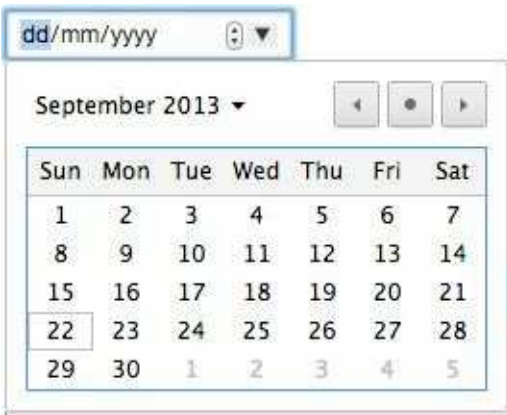 dd/mm/yyyy
September 2013
Sun Mon Tue Wed Thu Fri Sat
1 2 3 4 5 6 7
8 9 10 11 12 13 14
15 16 17 18 19 20 21
22 23 24 25 26 27 28
29 30 1 2 3 4 5